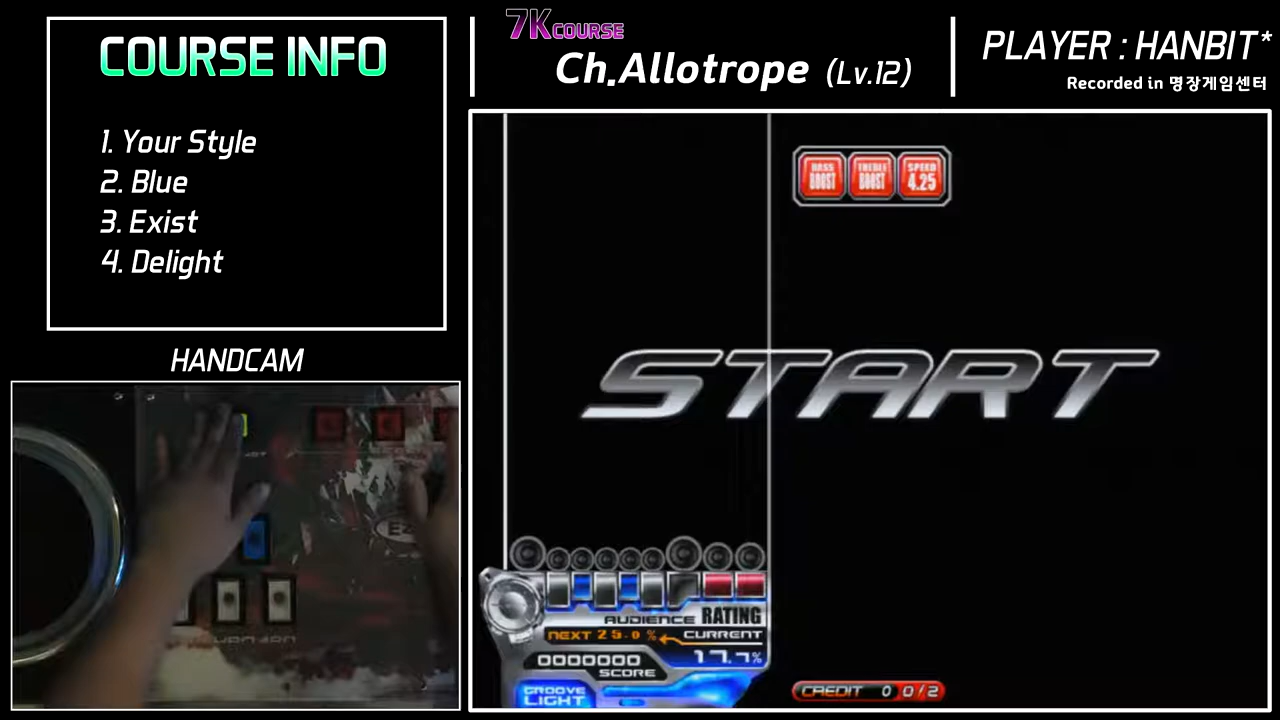 COURSE INFO
1. Your Style
2. Blue
3. Exist
4. Delight
7K COURSE
Ch.Allotrope (Lv.12)
PLAYER : HANBIT*
Recorded in 명장게임센터
HANDCAM
BASS BOOST
TREBLE BOOST
SPEED 4.25
START
AUDIENCE RATING
NEXT 25.0 % CURRENT
17.7%
0000000
SCORE
GROOVE LIGHT
CREDIT 0 0/2